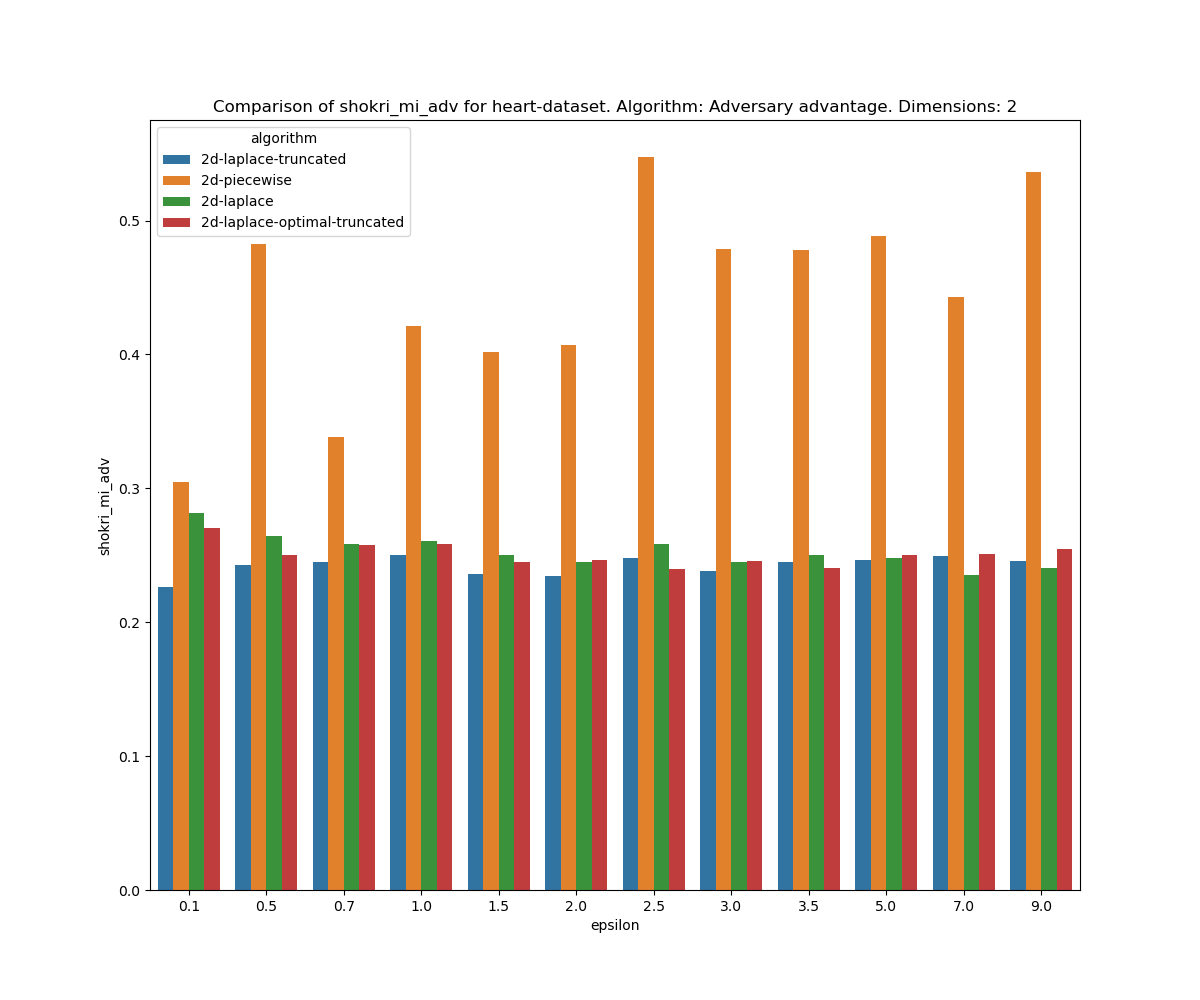 Comparison of shokri_mi_adv for heart-dataset. Algorithm: Adversary advantage. Dimensions: 2
algorithm
2d-laplace-truncated
2d-piecewise
2d-laplace
2d-laplace-optimal-truncated
0.5
0.4
0.3
0.2
0.1
0.0
shokri_mi_adv
0.1 0.5 0.7 1.0 1.5 2.0 2.5 3.0 3.5 5.0 7.0 9.0
epsilon